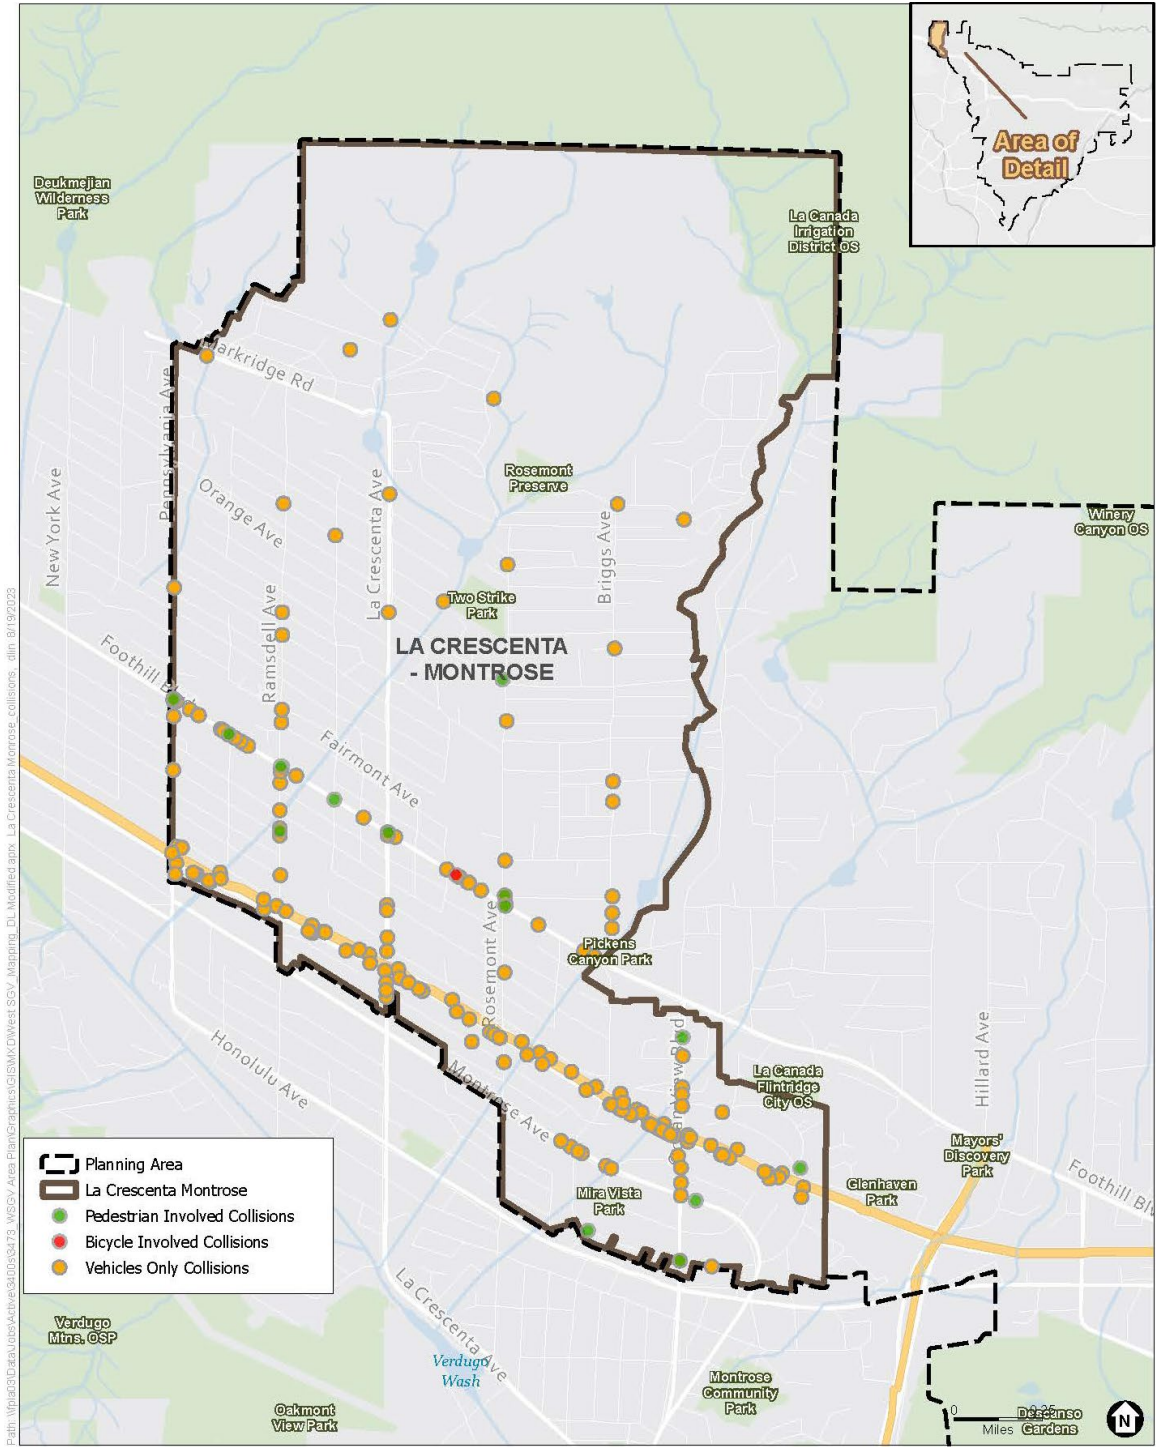 Area of
Detail
Deukmejian
Wilderness
Park
La Canada
Irrigation
District OS
Markridge Rd
Pennsylvania Ave
New York Ave
Orange Ave
La Crescenta Ave
Rosemont
Preserve
Briggs Ave
Winery
Canyon OS
Ramsdell Ave
Two Strike
Park
LA CRESCENTA
- MONTROSE
Foothill Blvd
Fairmont Ave
Rosemont Ave
Pickens
Canyon Park
Honolulu Ave
Montrose Ave
La Canada
Flintridge
City OS
Hillard Ave
Mayors'
Discovery
Park
Glenhaven
Park
Foothill Blv
Mira Vista
Park
Planning Area
La Crescenta Montrose
Pedestrian Involved Collisions
Bicycle Involved Collisions
Vehicles Only Collisions
La Crescenta Ave
Verdugo
Mtns. OSP
Verdugo
Wash
Oakmont
View Park
Montrose
Community
Park
Descanso
Gardens
0 0.25
Miles
N